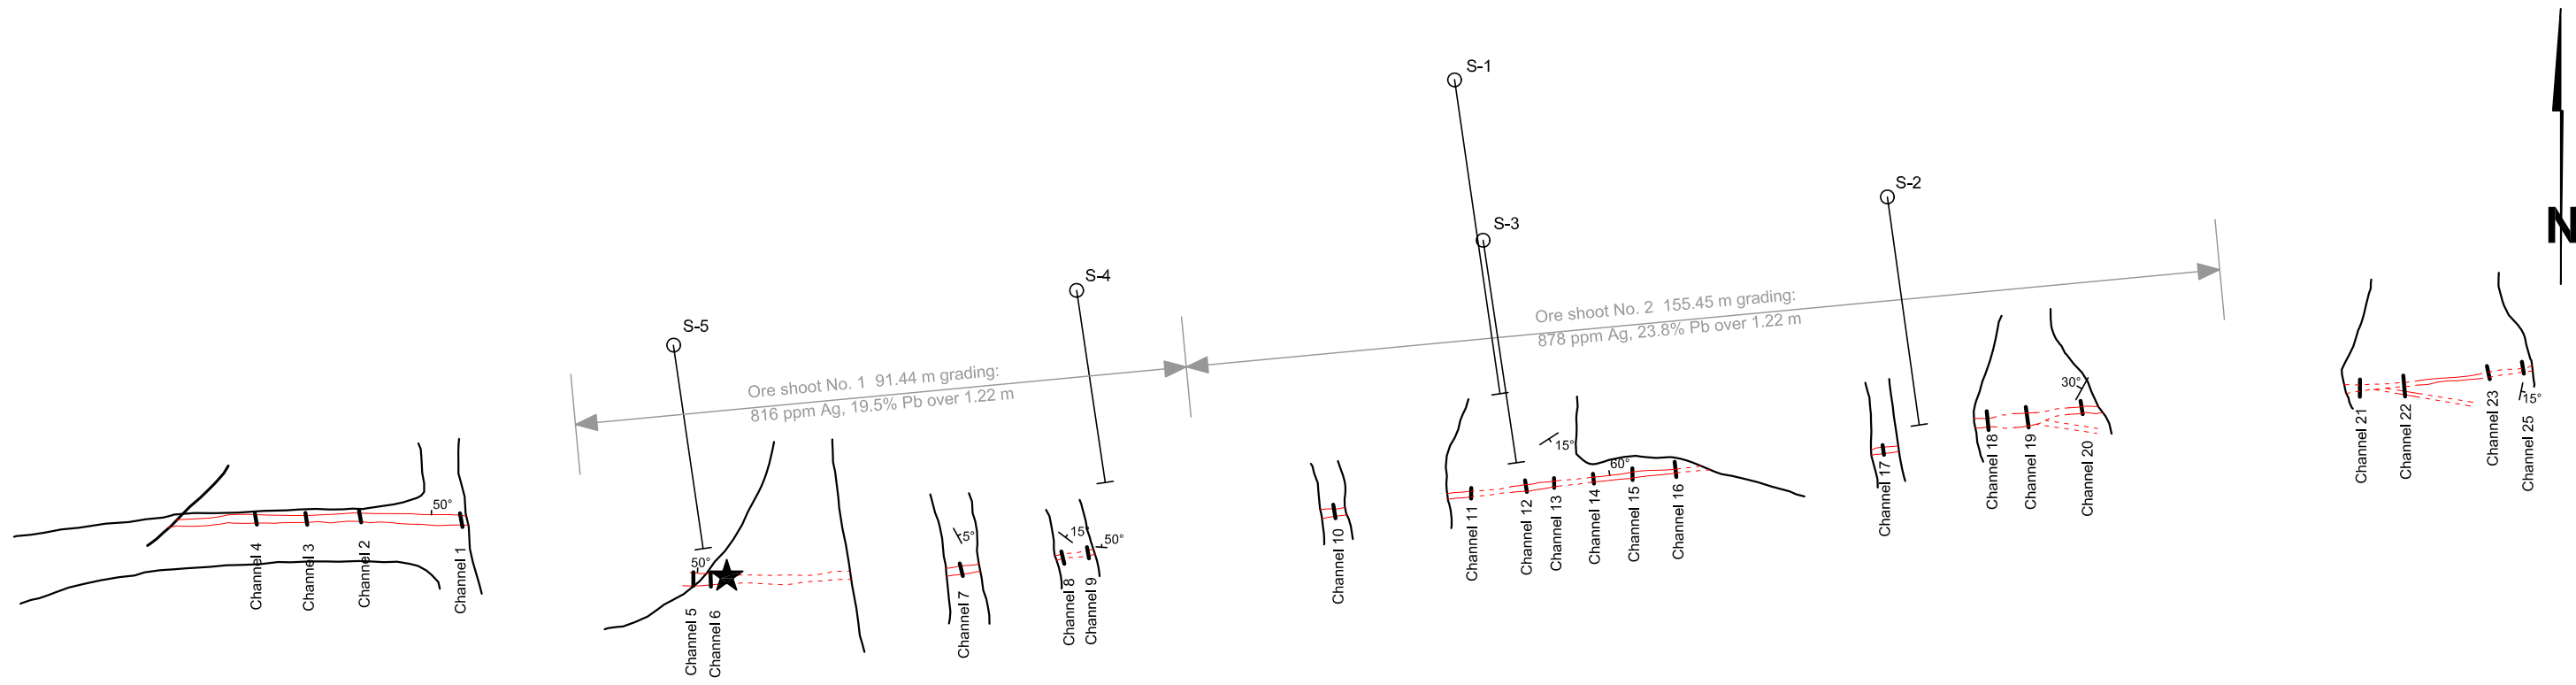 S-1
S-2
S-3
N
S-4
S-5
Ore shoot No. 2 155.45 m grading:
878 ppm Ag, 23.8% Pb over 1.22 m
Ore shoot No. 1 91.44 m grading:
816 ppm Ag, 19.5% Pb over 1.22 m
50°
50°
5°
15°
50°
15°
60°
30°
15°
Channel 4
Channel 3
Channel 2
Channel 1
Channel 5
Channel 6
Channel 7
Channel 8
Channel 9
Channel 10
Channel 11
Channel 12
Channel 13
Channel 14
Channel 15
Channel 16
Channel 17
Channel 18
Channel 19
Channel 20
Channel 21
Channel 22
Channel 23
Channel 25